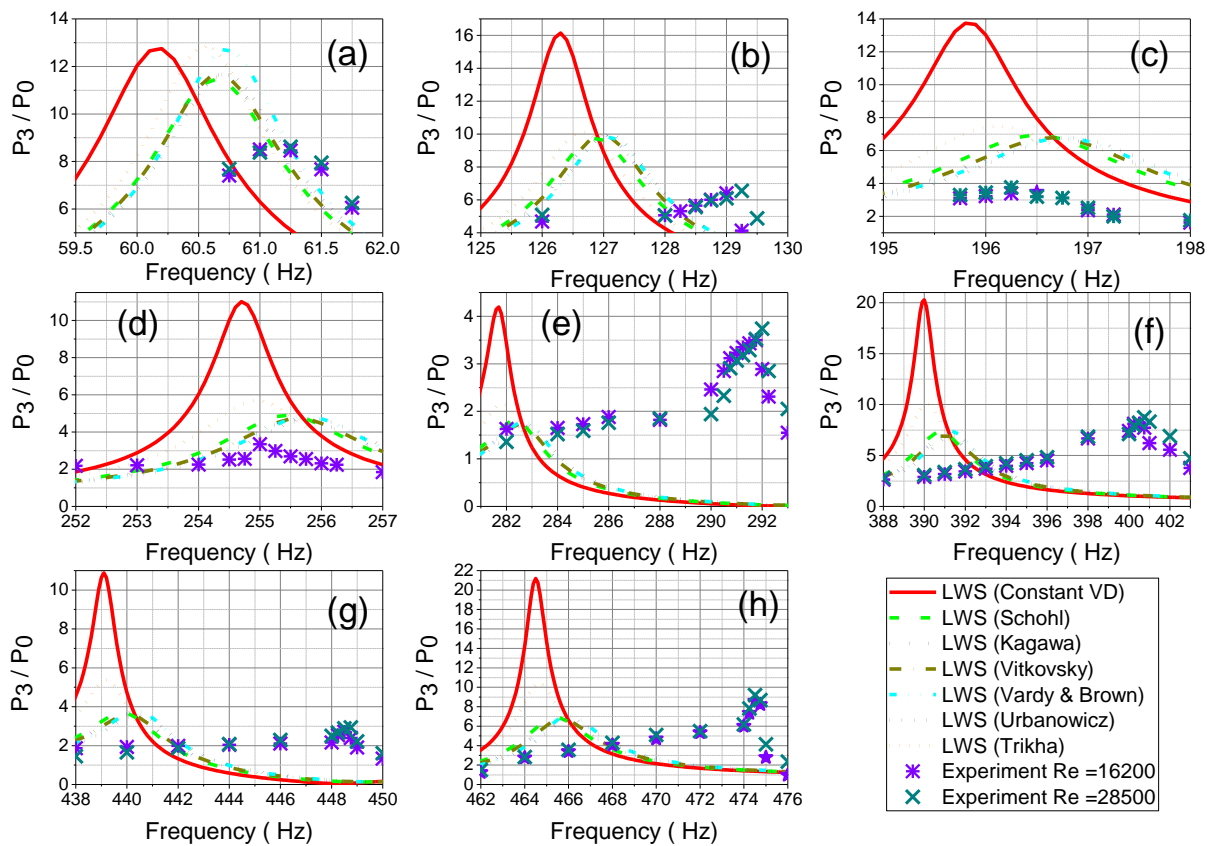 14
12
10
8
6
P3 / P0
(a)
59.5 60.0 60.5 61.0 61.5 62.0
Frequency ( Hz)
16
14
12
10
8
6
4
P3 / P0
(b)
125 126 127 128 129 130
Frequency ( Hz)
14
12
10
8
6
4
2
P3 / P0
(c)
195 196 197 198
Frequency ( Hz)
10
8
6
4
2
0
P3 / P0
(d)
252 253 254 255 256 257
Frequency ( Hz)
4
3
2
1
0
P3 / P0
(e)
282 284 286 288 290 292
Frequency ( Hz)
20
15
10
5
0
P3 / P0
(f)
388 390 392 394 396 398 400 402
Frequency ( Hz)
10
8
6
4
2
0
P3 / P0
(g)
438 440 442 444 446 448 450
Frequency ( Hz)
22
20
18
16
14
12
10
8
6
4
2
0
P3 / P0
(h)
462 464 466 468 470 472 474 476
Frequency ( Hz)
LWS (Constant VD)
LWS (Schohl)
LWS (Kagawa)
LWS (Vitkovsky)
LWS (Vardy & Brown)
LWS (Urbanowicz)
LWS (Trikha)
Experiment Re =16200
Experiment Re =28500